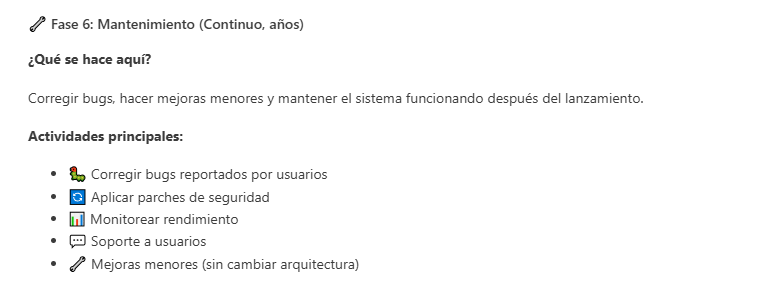 🔧 Fase 6: Mantenimiento (Continuo, años)
¿Qué se hace aquí?
Corregir bugs, hacer mejoras menores y mantener el sistema funcionando después del lanzamiento.
Actividades principales:
• 🐛 Corregir bugs reportados por usuarios
• 🔄 Aplicar parches de seguridad
• 📊 Monitorear rendimiento
• 💬 Soporte a usuarios
• 🔧 Mejoras menores (sin cambiar arquitectura)